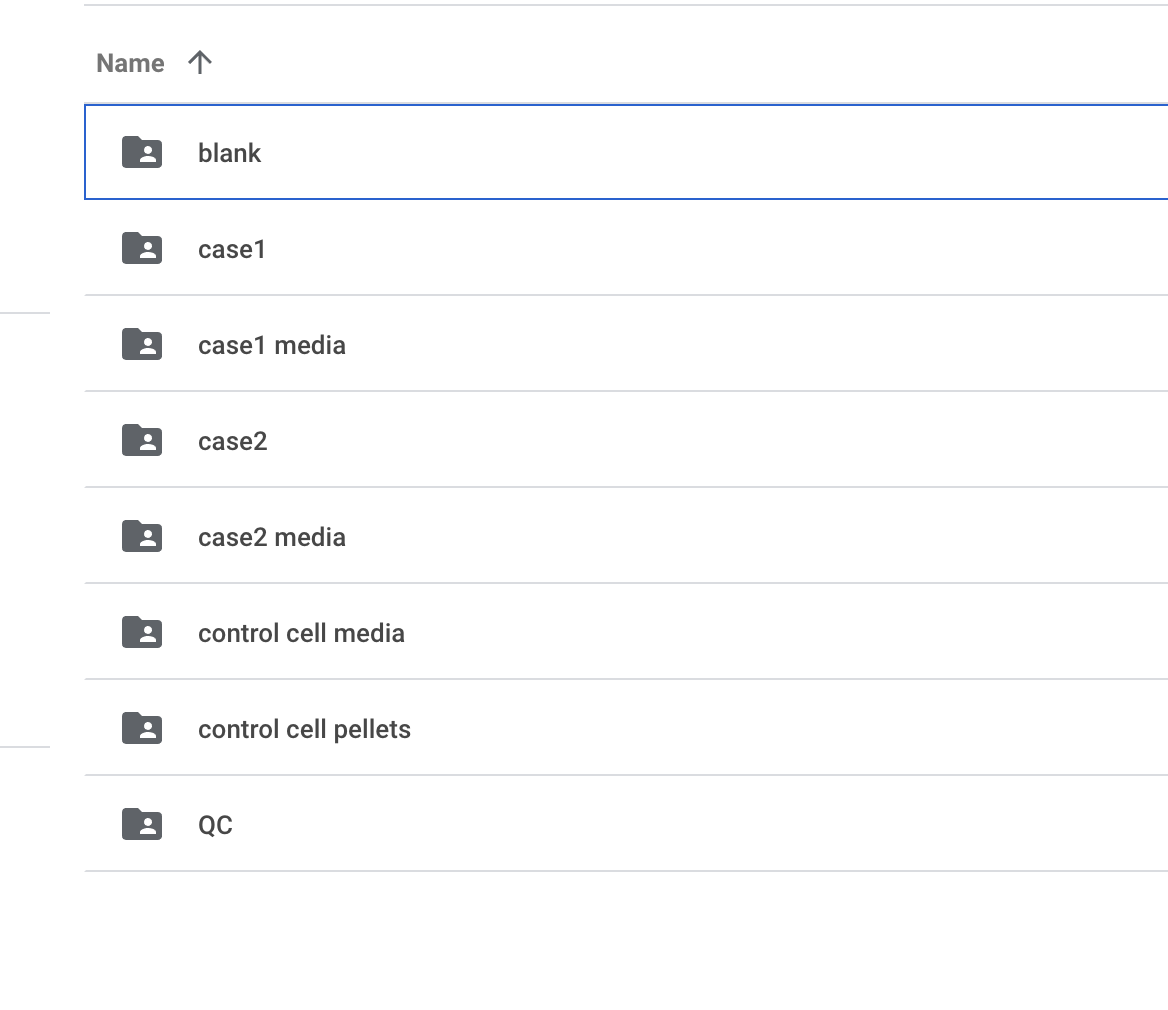 Name
blank
case1
case1 media
case2
case2 media
control cell media
control cell pellets
QC